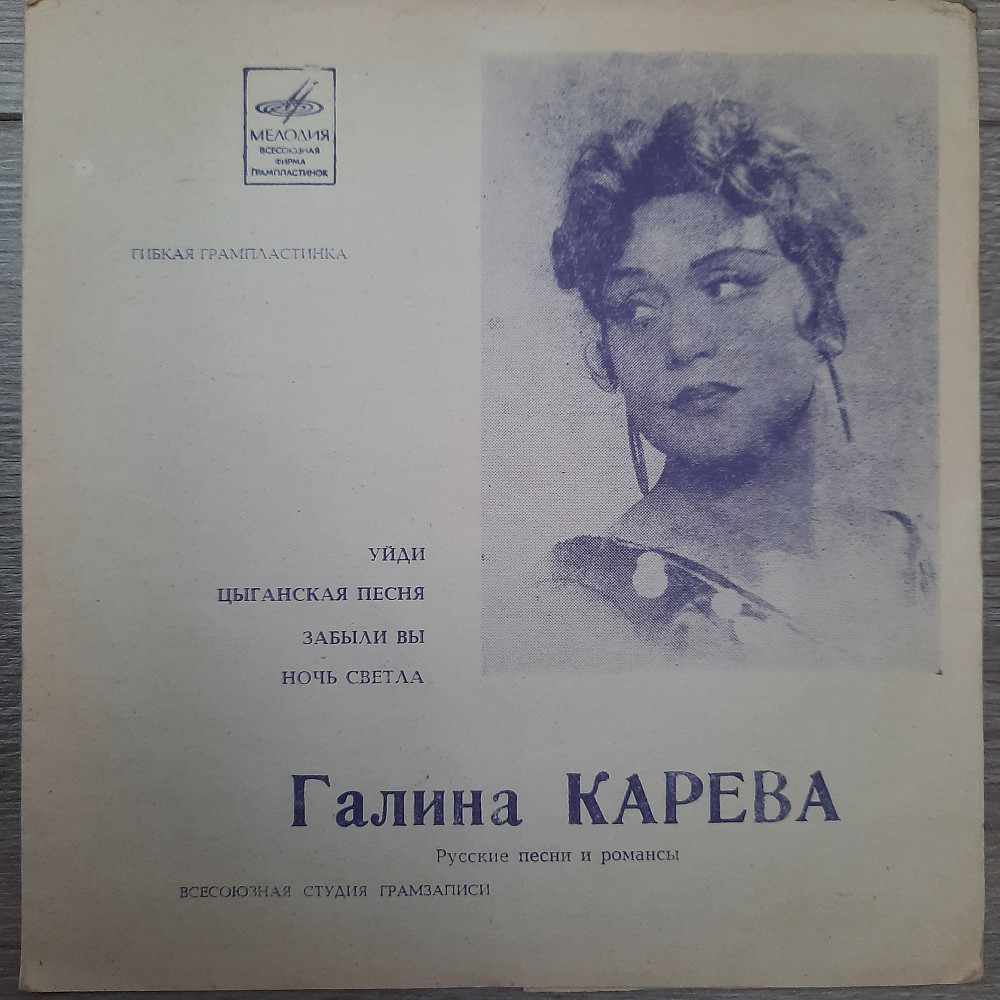 МЕЛОДИЯ
ВСЕСОЮЗНАЯ
ФИРМА
ГРАМПЛАСТИНОК
ГИБКАЯ ГРАМПЛАСТИНКА
УЙДИ
ЦЫГАНСКАЯ ПЕСНЯ
ЗАБЫЛИ ВЫ
НОЧЬ СВЕТЛА
Галина КАРЕВА
Русские песни и романсы
ВСЕСОЮЗНАЯ СТУДИЯ ГРАМЗАПИСИ